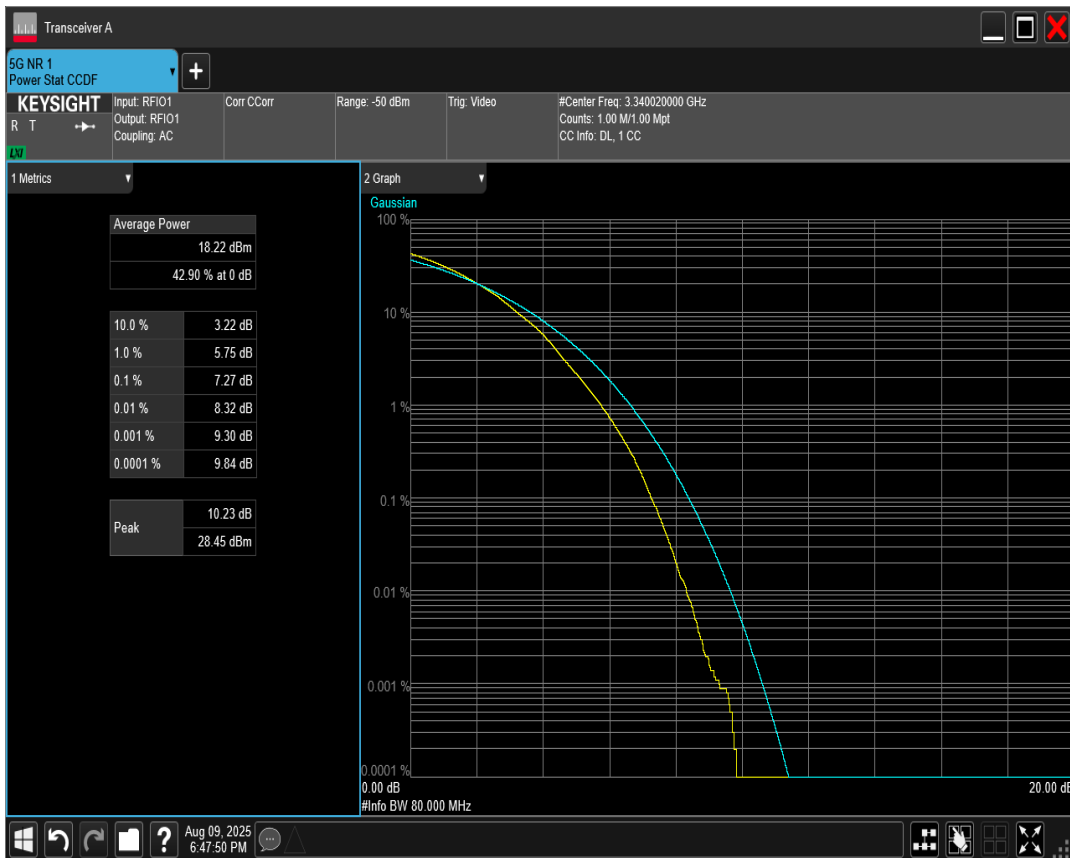 Transceiver A
5G NR 1
Power Stat CCDF
KEYSIGHT
R T
LXI
Input: RFIO1
Output: RFIO1
Coupling: AC
Corr CCorr
Range: -50 dBm
Trig: Video
#Center Freq: 3.340020000 GHz
Counts: 1.00 M/1.00 Mpt
CC Info: DL, 1 CC
1 Metrics
Average Power
18.22 dBm
42.90 % at 0 dB
10.0 % 3.22 dB
1.0 % 5.75 dB
0.1 % 7.27 dB
0.01 % 8.32 dB
0.001 % 9.30 dB
0.0001 % 9.84 dB
Peak
10.23 dB
28.45 dBm
2 Graph
Gaussian
100 %
10 %
1 %
0.1 %
0.01 %
0.001 %
0.0001 %
0.00 dB
20.00 dB
#Info BW 80.000 MHz
?
Aug 09, 2025
6:47:50 PM